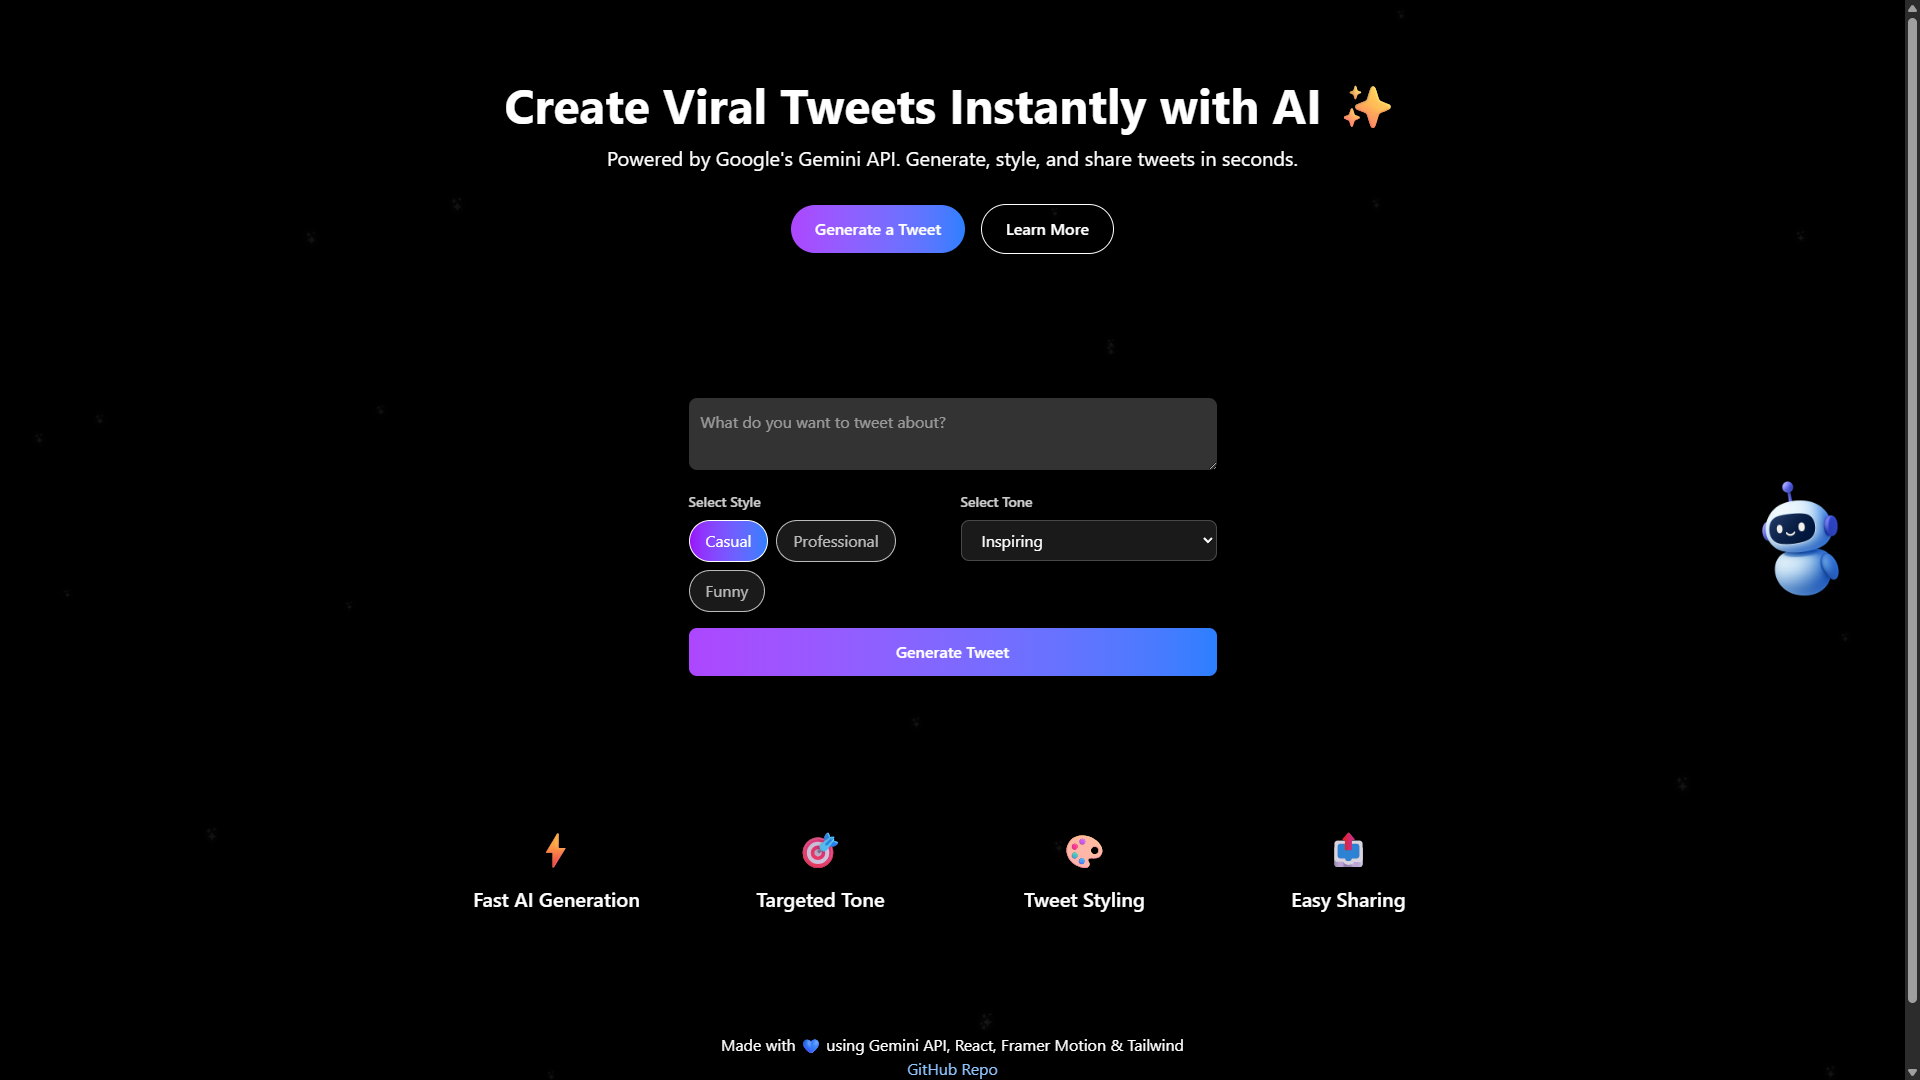 Create Viral Tweets Instantly with AI ✨
Powered by Google's Gemini API. Generate, style, and share tweets in seconds.
Generate a Tweet
Learn More
What do you want to tweet about?
Select Style
Select Tone
Casual
Professional
Inspiring
Funny
Generate Tweet
Fast AI Generation
Targeted Tone
Tweet Styling
Easy Sharing
Made with 💙 using Gemini API, React, Framer Motion & Tailwind
GitHub Repo